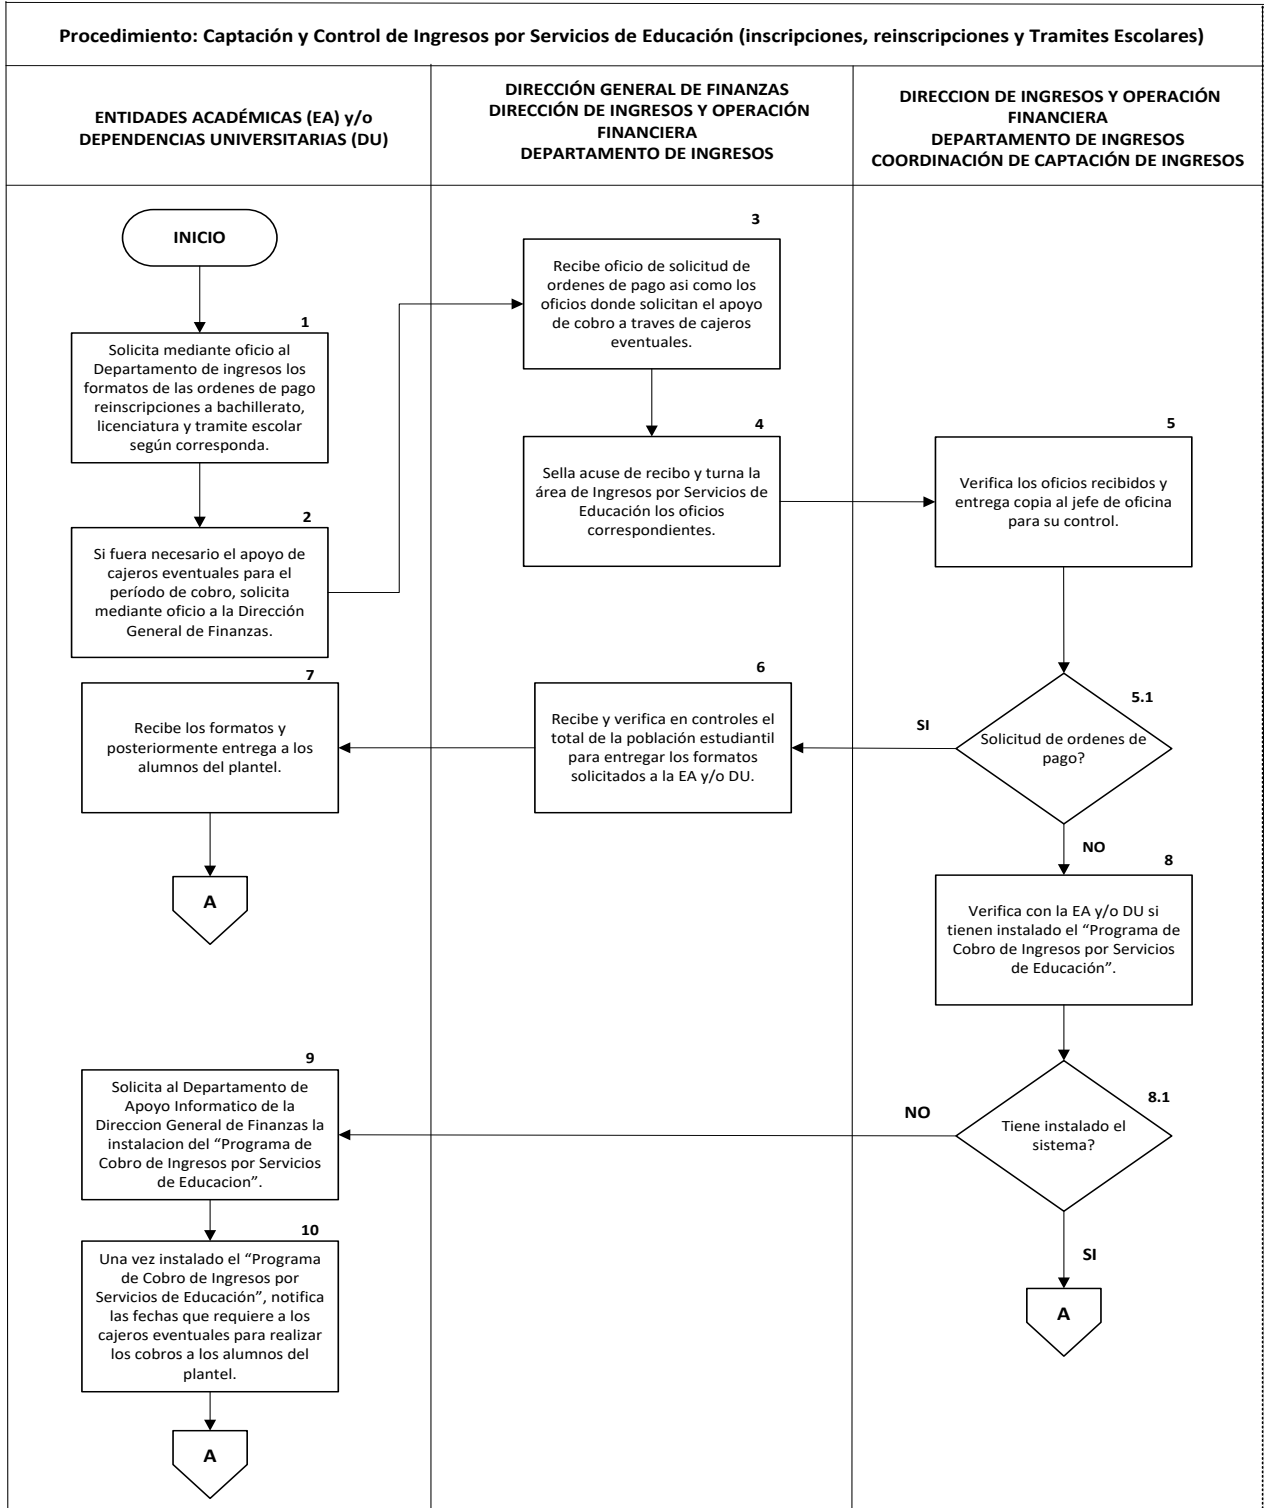 Procedimiento: Captación y Control de Ingresos por Servicios de Educación (inscripciones, reinscripciones y Tramites Escolares)
ENTIDADES ACADÉMICAS (EA) y/o
DEPENDENCIAS UNIVERSITARIAS (DU)
DIRECCIÓN GENERAL DE FINANZAS
DIRECCIÓN DE INGRESOS Y OPERACIÓN
FINANCIERA
DEPARTAMENTO DE INGRESOS
DIRECCION DE INGRESOS Y OPERACIÓN
FINANCIERA
DEPARTAMENTO DE INGRESOS
COORDINACIÓN DE CAPTACIÓN DE INGRESOS
INICIO
1
Solicita mediante oficio al
Departamento de ingresos los
formatos de las ordenes de pago
reinscripciones a bachillerato,
licenciatura y tramite escolar
según corresponda.
2
Si fuera necesario el apoyo de
cajeros eventuales para el
período de cobro, solicita
mediante oficio a la Dirección
General de Finanzas.
3
Recibe oficio de solicitud de
ordenes de pago asi como los
oficios donde solicitan el apoyo
de cobro a traves de cajeros
eventuales.
4
Sella acuse de recibo y turna la
área de Ingresos por Servicios de
Educación los oficios
correspondientes.
5
Verifica los oficios recibidos y
entrega copia al jefe de oficina
para su control.
5.1
Solicitud de ordenes de
pago?
SI
NO
6
Recibe y verifica en controles el
total de la población estudiantil
para entregar los formatos
solicitados a la EA y/o DU.
7
Recibe los formatos y
posteriormente entrega a los
alumnos del plantel.
A
8
Verifica con la EA y/o DU si
tienen instalado el “Programa de
Cobro de Ingresos por Servicios
de Educación”.
8.1
Tiene instalado el
sistema?
NO
SI
A
9
Solicita al Departamento de
Apoyo Informatico de la
Direccion General de Finanzas la
instalacion del “Programa de
Cobro de Ingresos por Servicios
de Educacion”.
10
Una vez instalado el “Programa
de Cobro de Ingresos por
Servicios de Educación”, notifica
las fechas que requiere a los
cajeros eventuales para realizar
los cobros a los alumnos del
plantel.
A